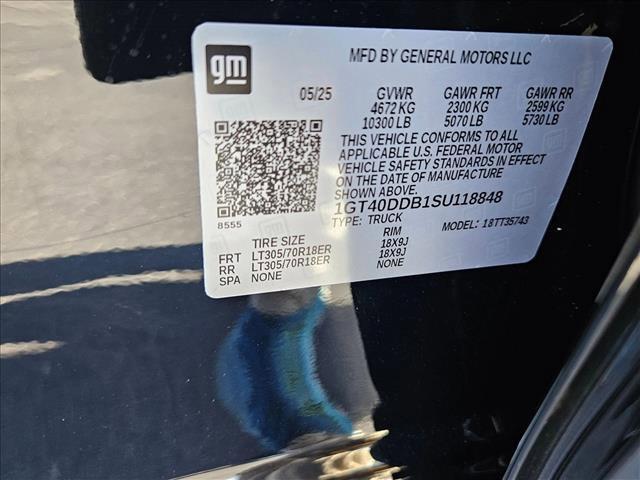 gm
MFD BY GENERAL MOTORS LLC
05/25 GVWR GAWR FRT GAWR RR
4672 KG 2300 KG 2599 KG
10300 LB 5070 LB 5730 LB
THIS VEHICLE CONFORMS TO ALL
APPLICABLE U.S. FEDERAL MOTOR
VEHICLE SAFETY STANDARDS IN EFFECT
ON THE DATE OF MANUFACTURE
SHOWN ABOVE.
1GT40DDB1SU118848
8555 TYPE: TRUCK MODEL: 18TT35743
TIRE SIZE RIM
FRT LT305/70R18ER 18X9J
RR LT305/70R18ER 18X9J
SPA NONE NONE